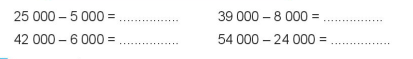 25 000 – 5 000 = ................ 39 000 – 8 000 = ................
42 000 – 6 000 = ................ 54 000 – 24 000 = ................